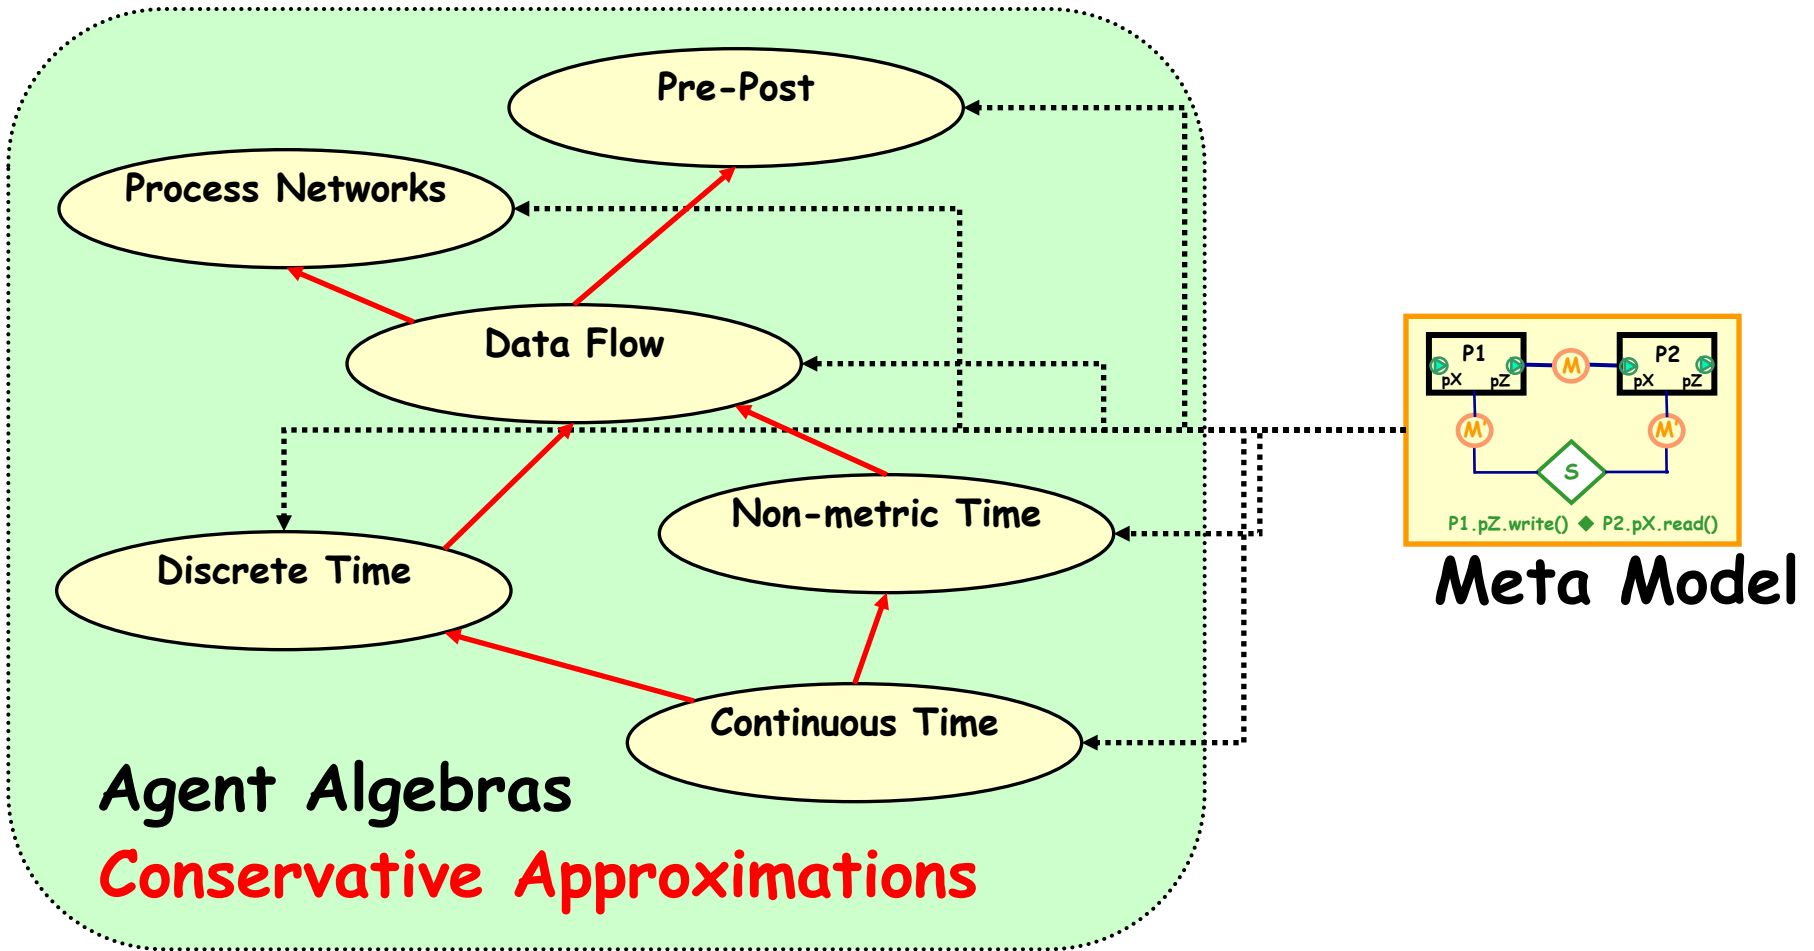 Pre-Post
Process Networks
Data Flow
Non-metric Time
Discrete Time
Continuous Time
Agent Algebras
Conservative Approximations
P1
pX
pZ
M
P2
pX
pZ
M'
M'
S
P1.pZ.write() ◆ P2.pX.read()
Meta Model